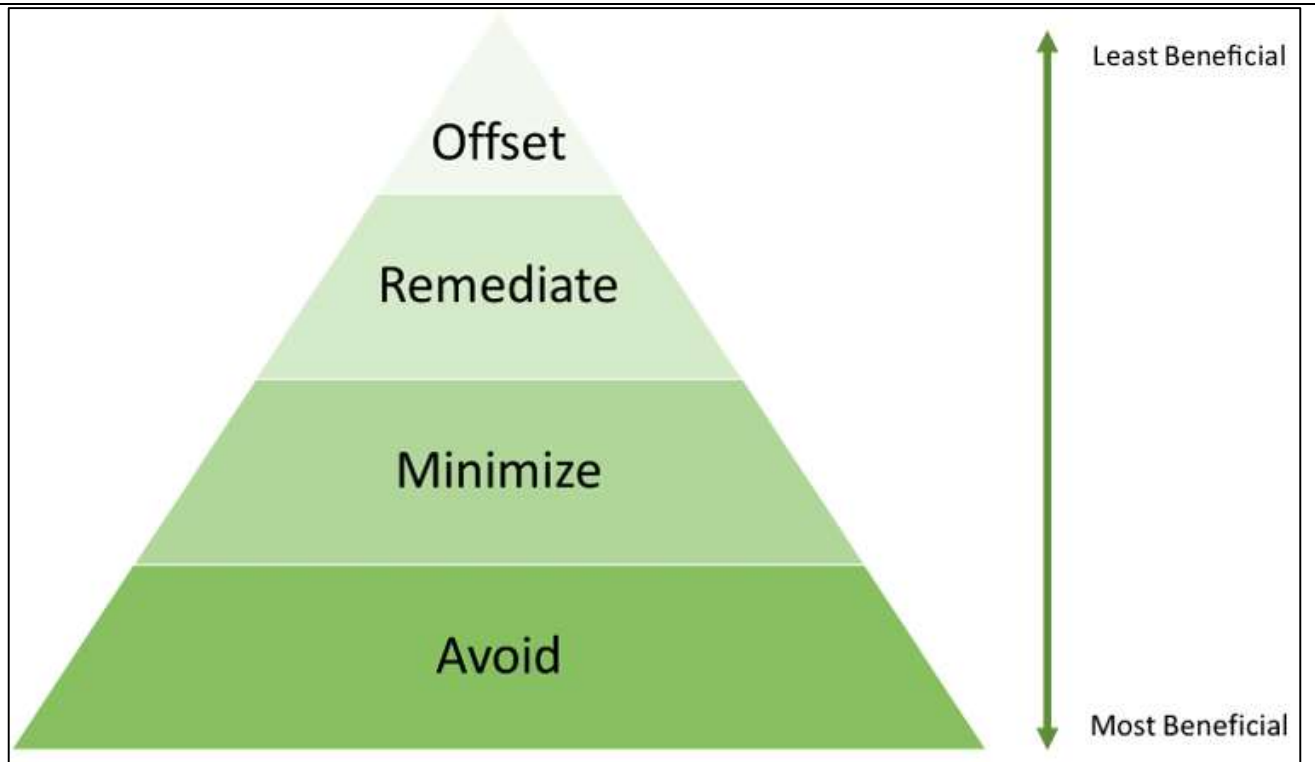 Least Beneficial
Offset
Remediate
Minimize
Avoid
Most Beneficial